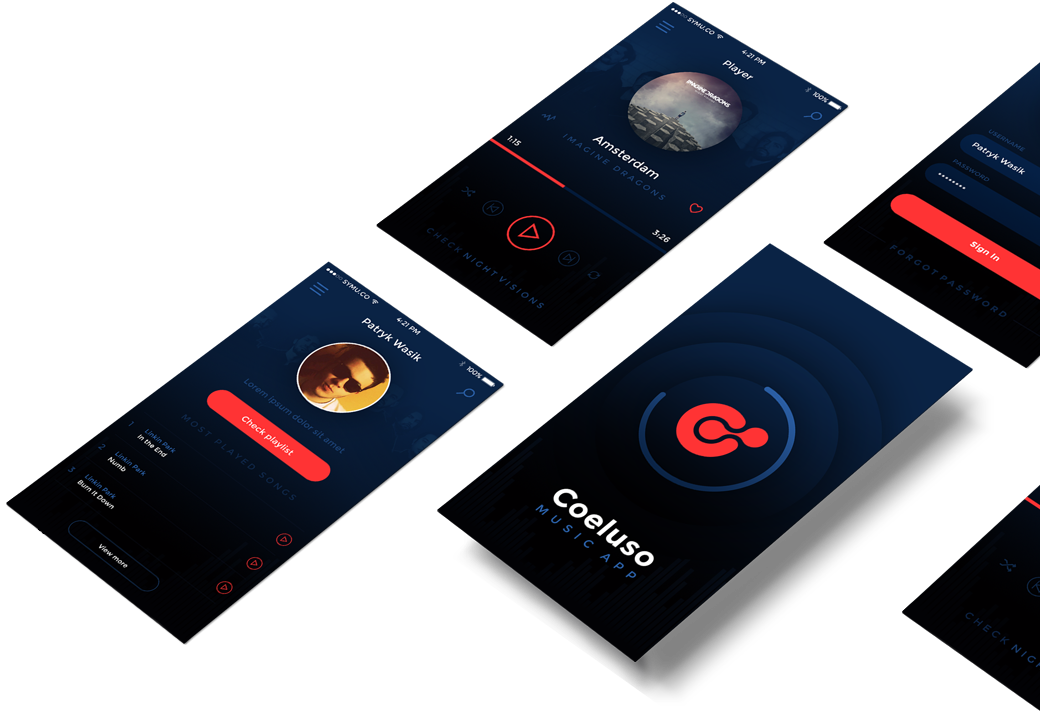 SYMU.CO
4:21 PM
100%
Player
IMAGINE DRAGONS
Amsterdam
IMAGINE DRAGONS
1:15
3:26
CHECK NIGHT VISIONS
USERNAME
Patryk Wasik
PASSWORD
••••••••
Sign in
FORGOT PASSWORD
SYMU.CO
4:21 PM
100%
Patryk Wasik
Lorem ipsum dolor sit amet
Check playlist
MOST PLAYED SONGS
1 Linkin Park
In the End
2 Linkin Park
Numb
3 Linkin Park
Burn it Down
View more
Coeluso
MUSIC APP
CHECK NIG